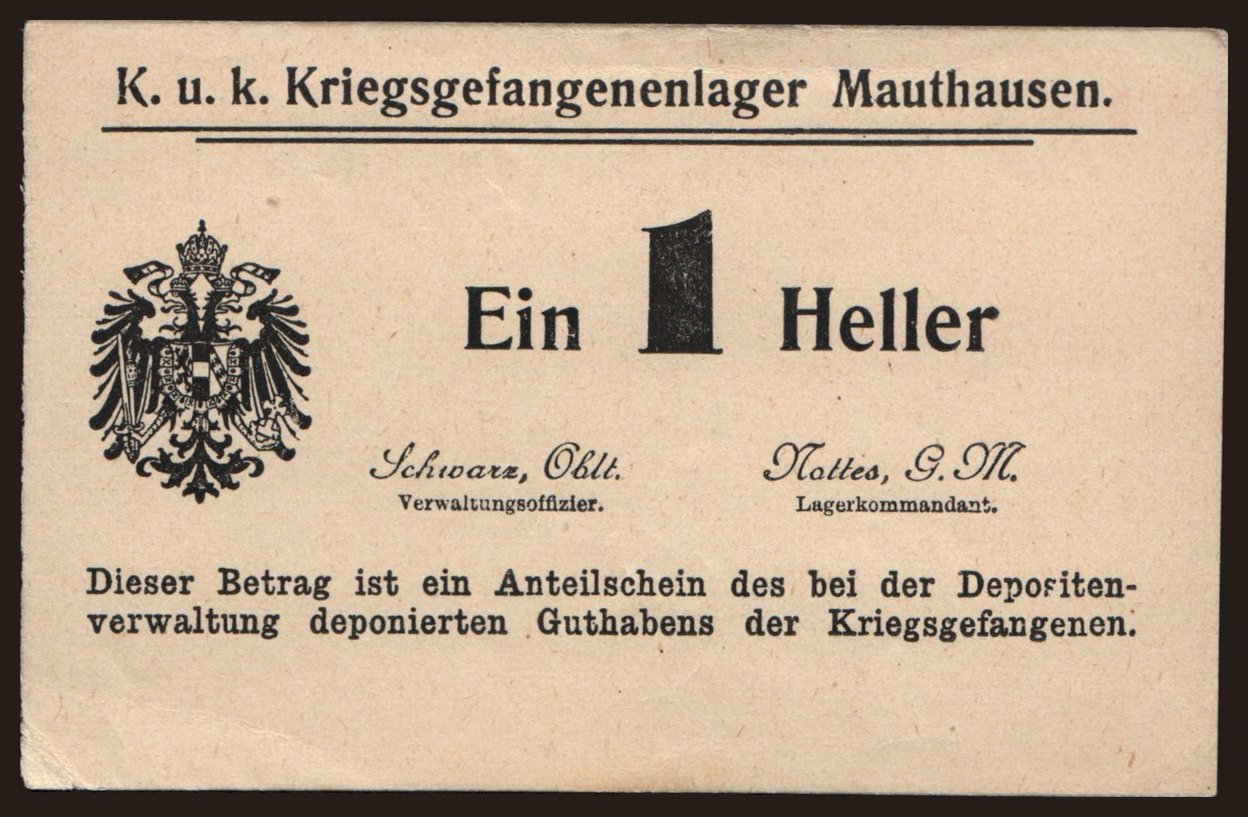 K. u. k. Kriegsgefangenenlager Mauthausen.
Ein 1 Heller
Schwarz, Oblt. Nottes, G. M.
Verwaltungsoffizier. Lagerkommandant.
Dieser Betrag ist ein Anteilschein des bei der Depositen-
verwaltung deponierten Guthabens der Kriegsgefangenen.